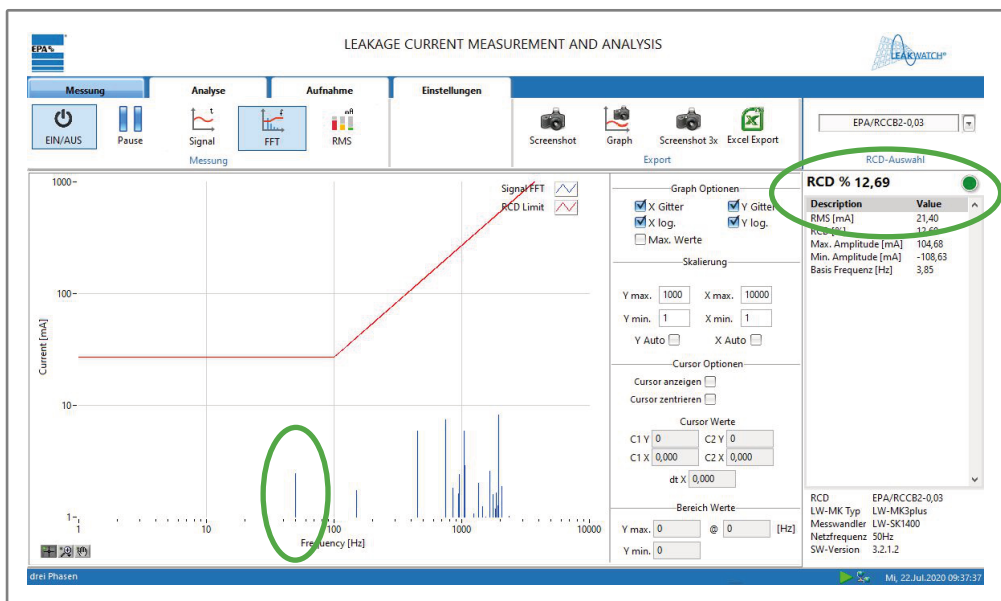 EPA®
LEAKAGE CURRENT MEASUREMENT AND ANALYSIS
LEAKWATCH®
Messung Analyse Aufnahme Einstellungen
EIN/AUS Pause Signal FFT RMS
Messung
Screenshot Graph Screenshot 3x Excel Export
Export
EPA/RCCB2-0,03
RCD-Auswahl
Signal FFT
RCD Limit
1000
100
10
1
Current [mA]
1 10 100 1000 10000
Frequency [Hz]
Graph Optionen
X Gitter Y Gitter
X log. Y log.
Max. Werte
Skalierung
Y max. 1000 X max. 10000
Y min. 1 X min. 1
Y Auto X Auto
Cursor Optionen
Cursor anzeigen
Cursor zentrieren
Cursor Werte
C1 Y 0 C2 Y 0
C1 X 0,000 C2 X 0,000
dt X 0,000
Bereich Werte
Y max. 0 @ 0 [Hz]
Y min. 0
RCD % 12,69
Description Value
RMS [mA] 21,40
RCD [%] 12,69
Max. Amplitude [mA] 104,68
Min. Amplitude [mA] -108,63
Basis Frequenz [Hz] 3,85
RCD EPA/RCCB2-0,03
LW-MK Typ LW-MK3plus
Messwandler LW-SK1400
Netzfrequenz 50Hz
SW-Version 3.2.1.2
drei Phasen
Mi, 22.Jul.2020 09:37:37